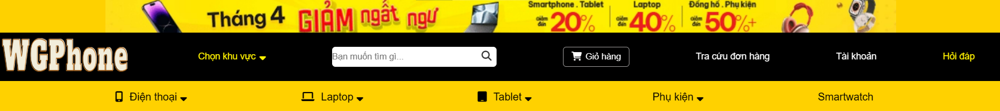 Tháng 4 GIẢM ngất ngư
Smartphone . Tablet
Giảm đến 20%
Laptop
Giảm đến 40%
Đồng hồ . Phụ kiện
Giảm đến 50%+
WGPhone
Chọn khu vực
Bạn muốn tìm gì...
Giỏ hàng
Tra cứu đơn hàng
Tài khoản
Hỏi đáp
Điện thoại
Laptop
Tablet
Phụ kiện
Smartwatch